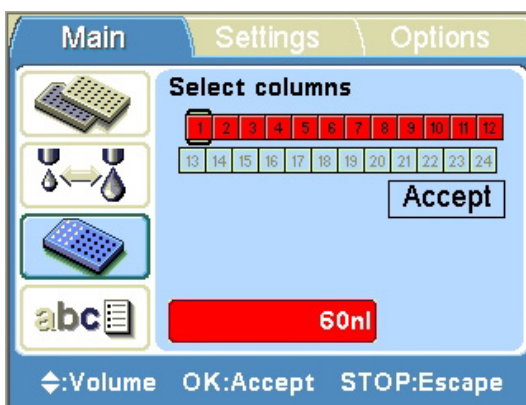 Main Settings Options
Select columns
1 2 3 4 5 6 7 8 9 10 11 12
13 14 15 16 17 18 19 20 21 22 23 24
Accept
abc
60nl
:Volume OK:Accept STOP:Escape